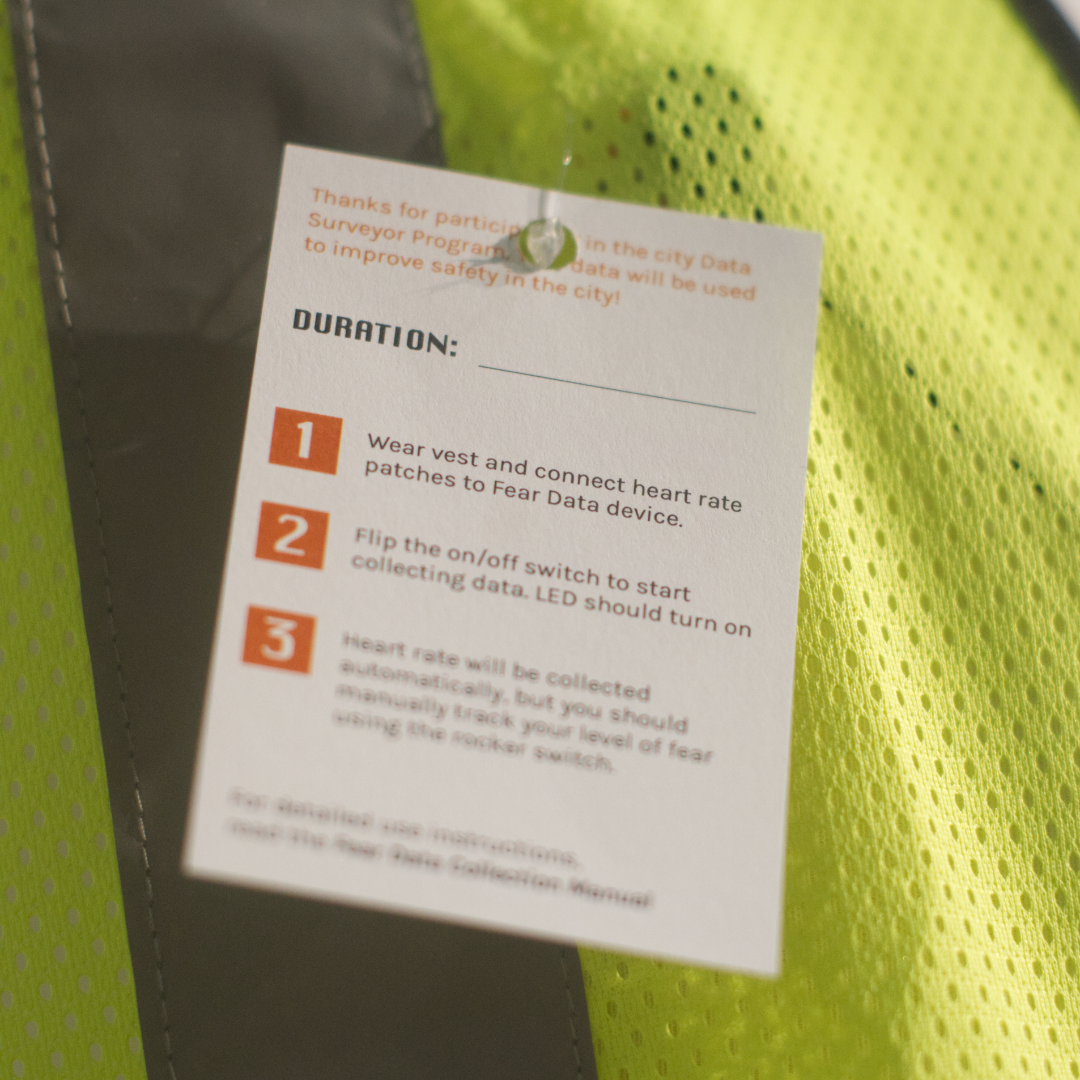 Thanks for particip in the city Data
Surveyor Program. data will be used
to improve safety in the city!
DURATION:
1
Wear vest and connect heart rate
patches to Fear Data device.
2
Flip the on/off switch to start
collecting data. LED should turn on
3
Heart rate will be collected
automatically, but you should
manually track your level of fear
using the rocker switch.
For detailed use instructions,
read the Fear Data Collection Manual